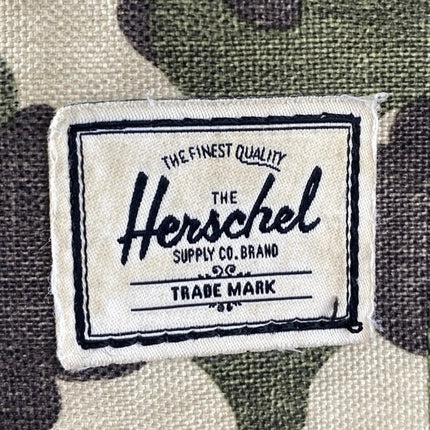 THE FINEST QUALITY
THE
Herschel
SUPPLY CO. BRAND
TRADE MARK